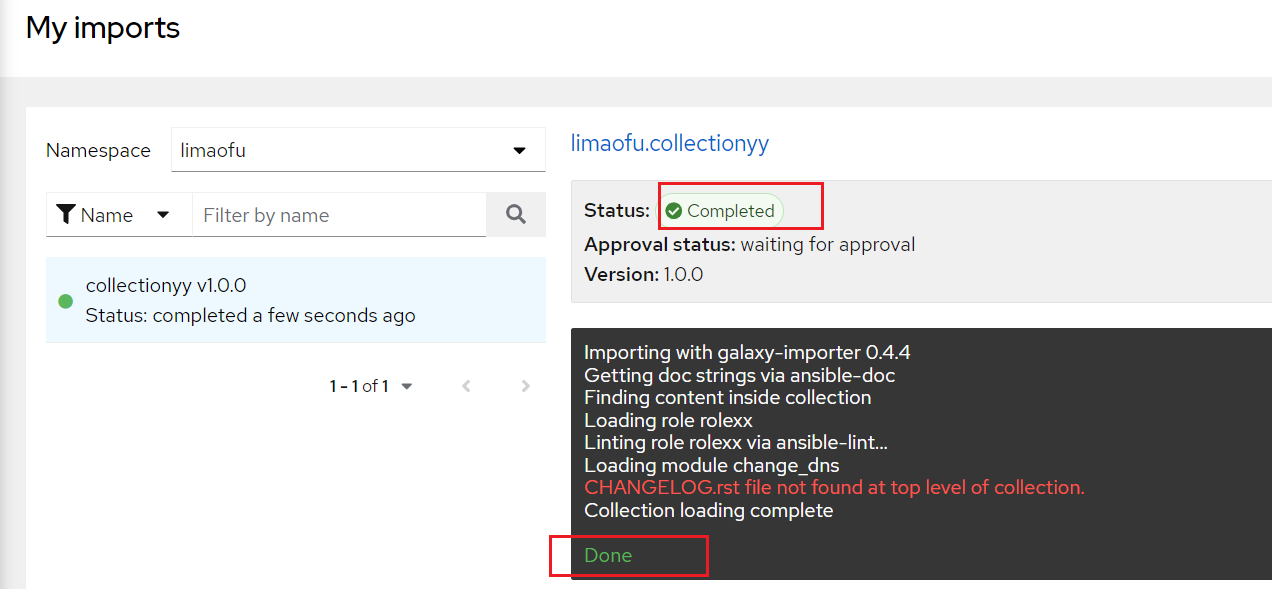 My imports
Namespace limaofu
Name Filter by name
collectionyy v1.0.0
Status: completed a few seconds ago
1 - 1 of 1
limaofu.collectionyy
Status: Completed
Approval status: waiting for approval
Version: 1.0.0
Importing with galaxy-importer 0.4.4
Getting doc strings via ansible-doc
Finding content inside collection
Loading role rolexx
Linting role rolexx via ansible-lint...
Loading module change_dns
CHANGELOG.rst file not found at top level of collection.
Collection loading complete
Done